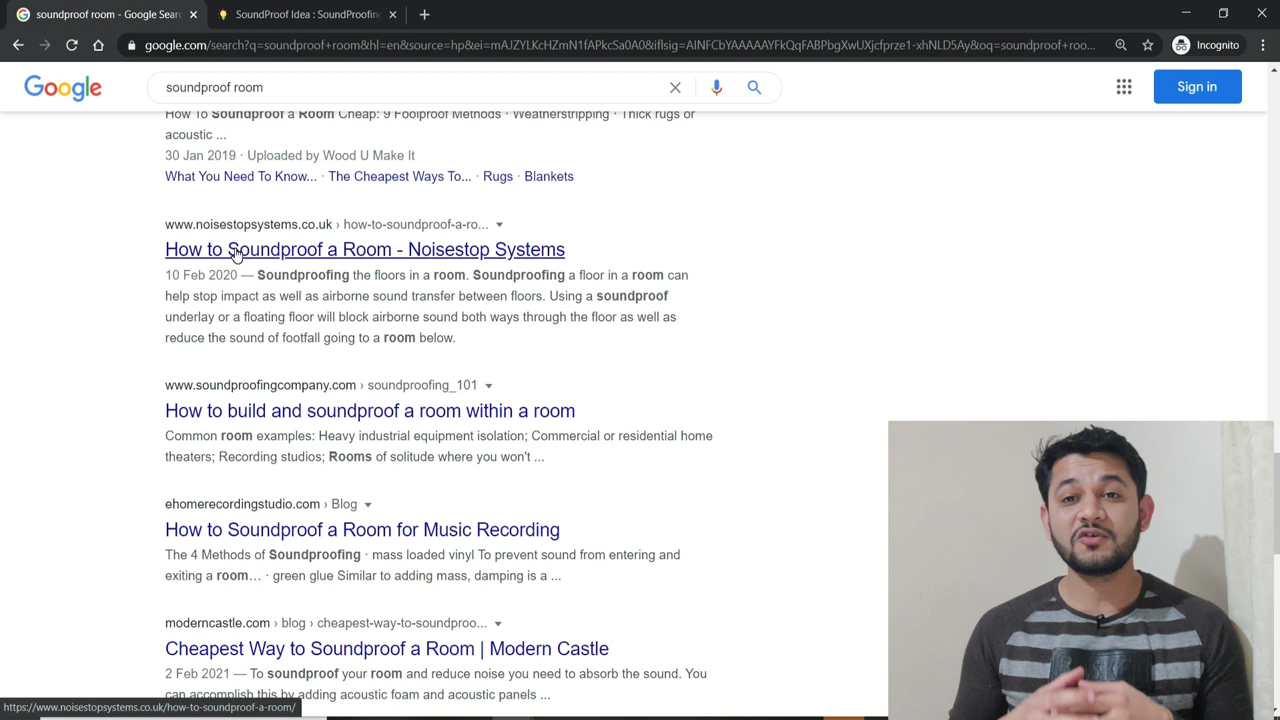 soundproof room - Google Sear
SoundProof Idea : SoundProofing
google.com/search?q=soundproof+room&hl=en&source=hp&ei=mAJZYLKcHZmN1fAPkcSa0A0&iflsig=AINFCbYAAAAAYFkQqFABPbgXwUXjcfprze1-xhNLD5Ay&oq=soundproof+roo...
Incognito
Google
soundproof room
Sign in
How To Soundproof a Room Cheap: 9 Foolproof Methods · Weatherstripping · Thick rugs or
acoustic ...
30 Jan 2019 · Uploaded by Wood U Make It
What You Need To Know... · The Cheapest Ways To... · Rugs · Blankets
www.noisestopsystems.co.uk › how-to-soundproof-a-ro...
How to Soundproof a Room - Noisestop Systems
10 Feb 2020 — Soundproofing the floors in a room. Soundproofing a floor in a room can
help stop impact as well as airborne sound transfer between floors. Using a soundproof
underlay or a floating floor will block airborne sound both ways through the floor as well as
reduce the sound of footfall going to a room below.
www.soundproofingcompany.com › soundproofing_101
How to build and soundproof a room within a room
Common room examples: Heavy industrial equipment isolation; Commercial or residential home
theaters; Recording studios; Rooms of solitude where you won't ...
ehomerecordingstudio.com › Blog
How to Soundproof a Room for Music Recording
The 4 Methods of Soundproofing · mass loaded vinyl To prevent sound from entering and
exiting a room… · green glue Similar to adding mass, damping is a ...
moderncastle.com › blog › cheapest-way-to-soundproo...
Cheapest Way to Soundproof a Room | Modern Castle
2 Feb 2021 — To soundproof your room and reduce noise you need to absorb the sound. You
can accomplish this by adding acoustic foam and acoustic panels ...
https://www.noisestopsystems.co.uk/how-to-soundproof-a-room/